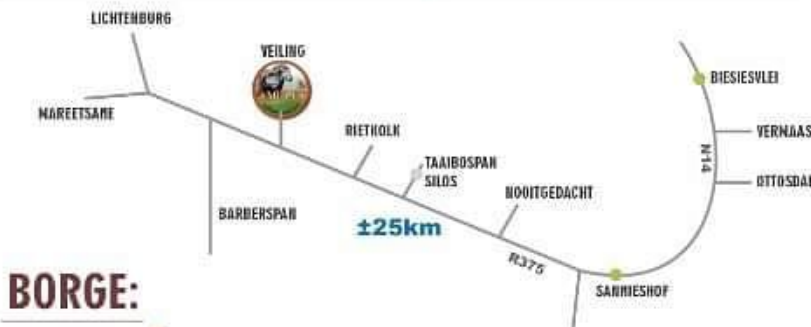 LICHTENBURG
VEILING
MAREETSANE
RIETKOLK
BIESIESVLEI
VERMAAS
N14
OTTOSDAL
TAAIBOSPAN
SILOS
NOOITGEDACHT
BARBERSPAN
±25km
R375
SANNIESHOF
BORGE: